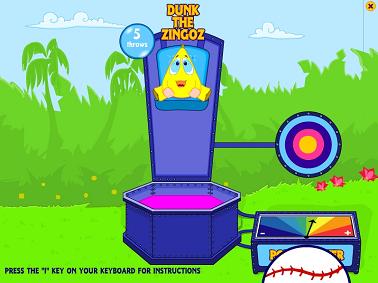 DUNK
THE
ZINGOZ
5
throws
PRESS THE "I" KEY ON YOUR KEYBOARD FOR INSTRUCTIONS